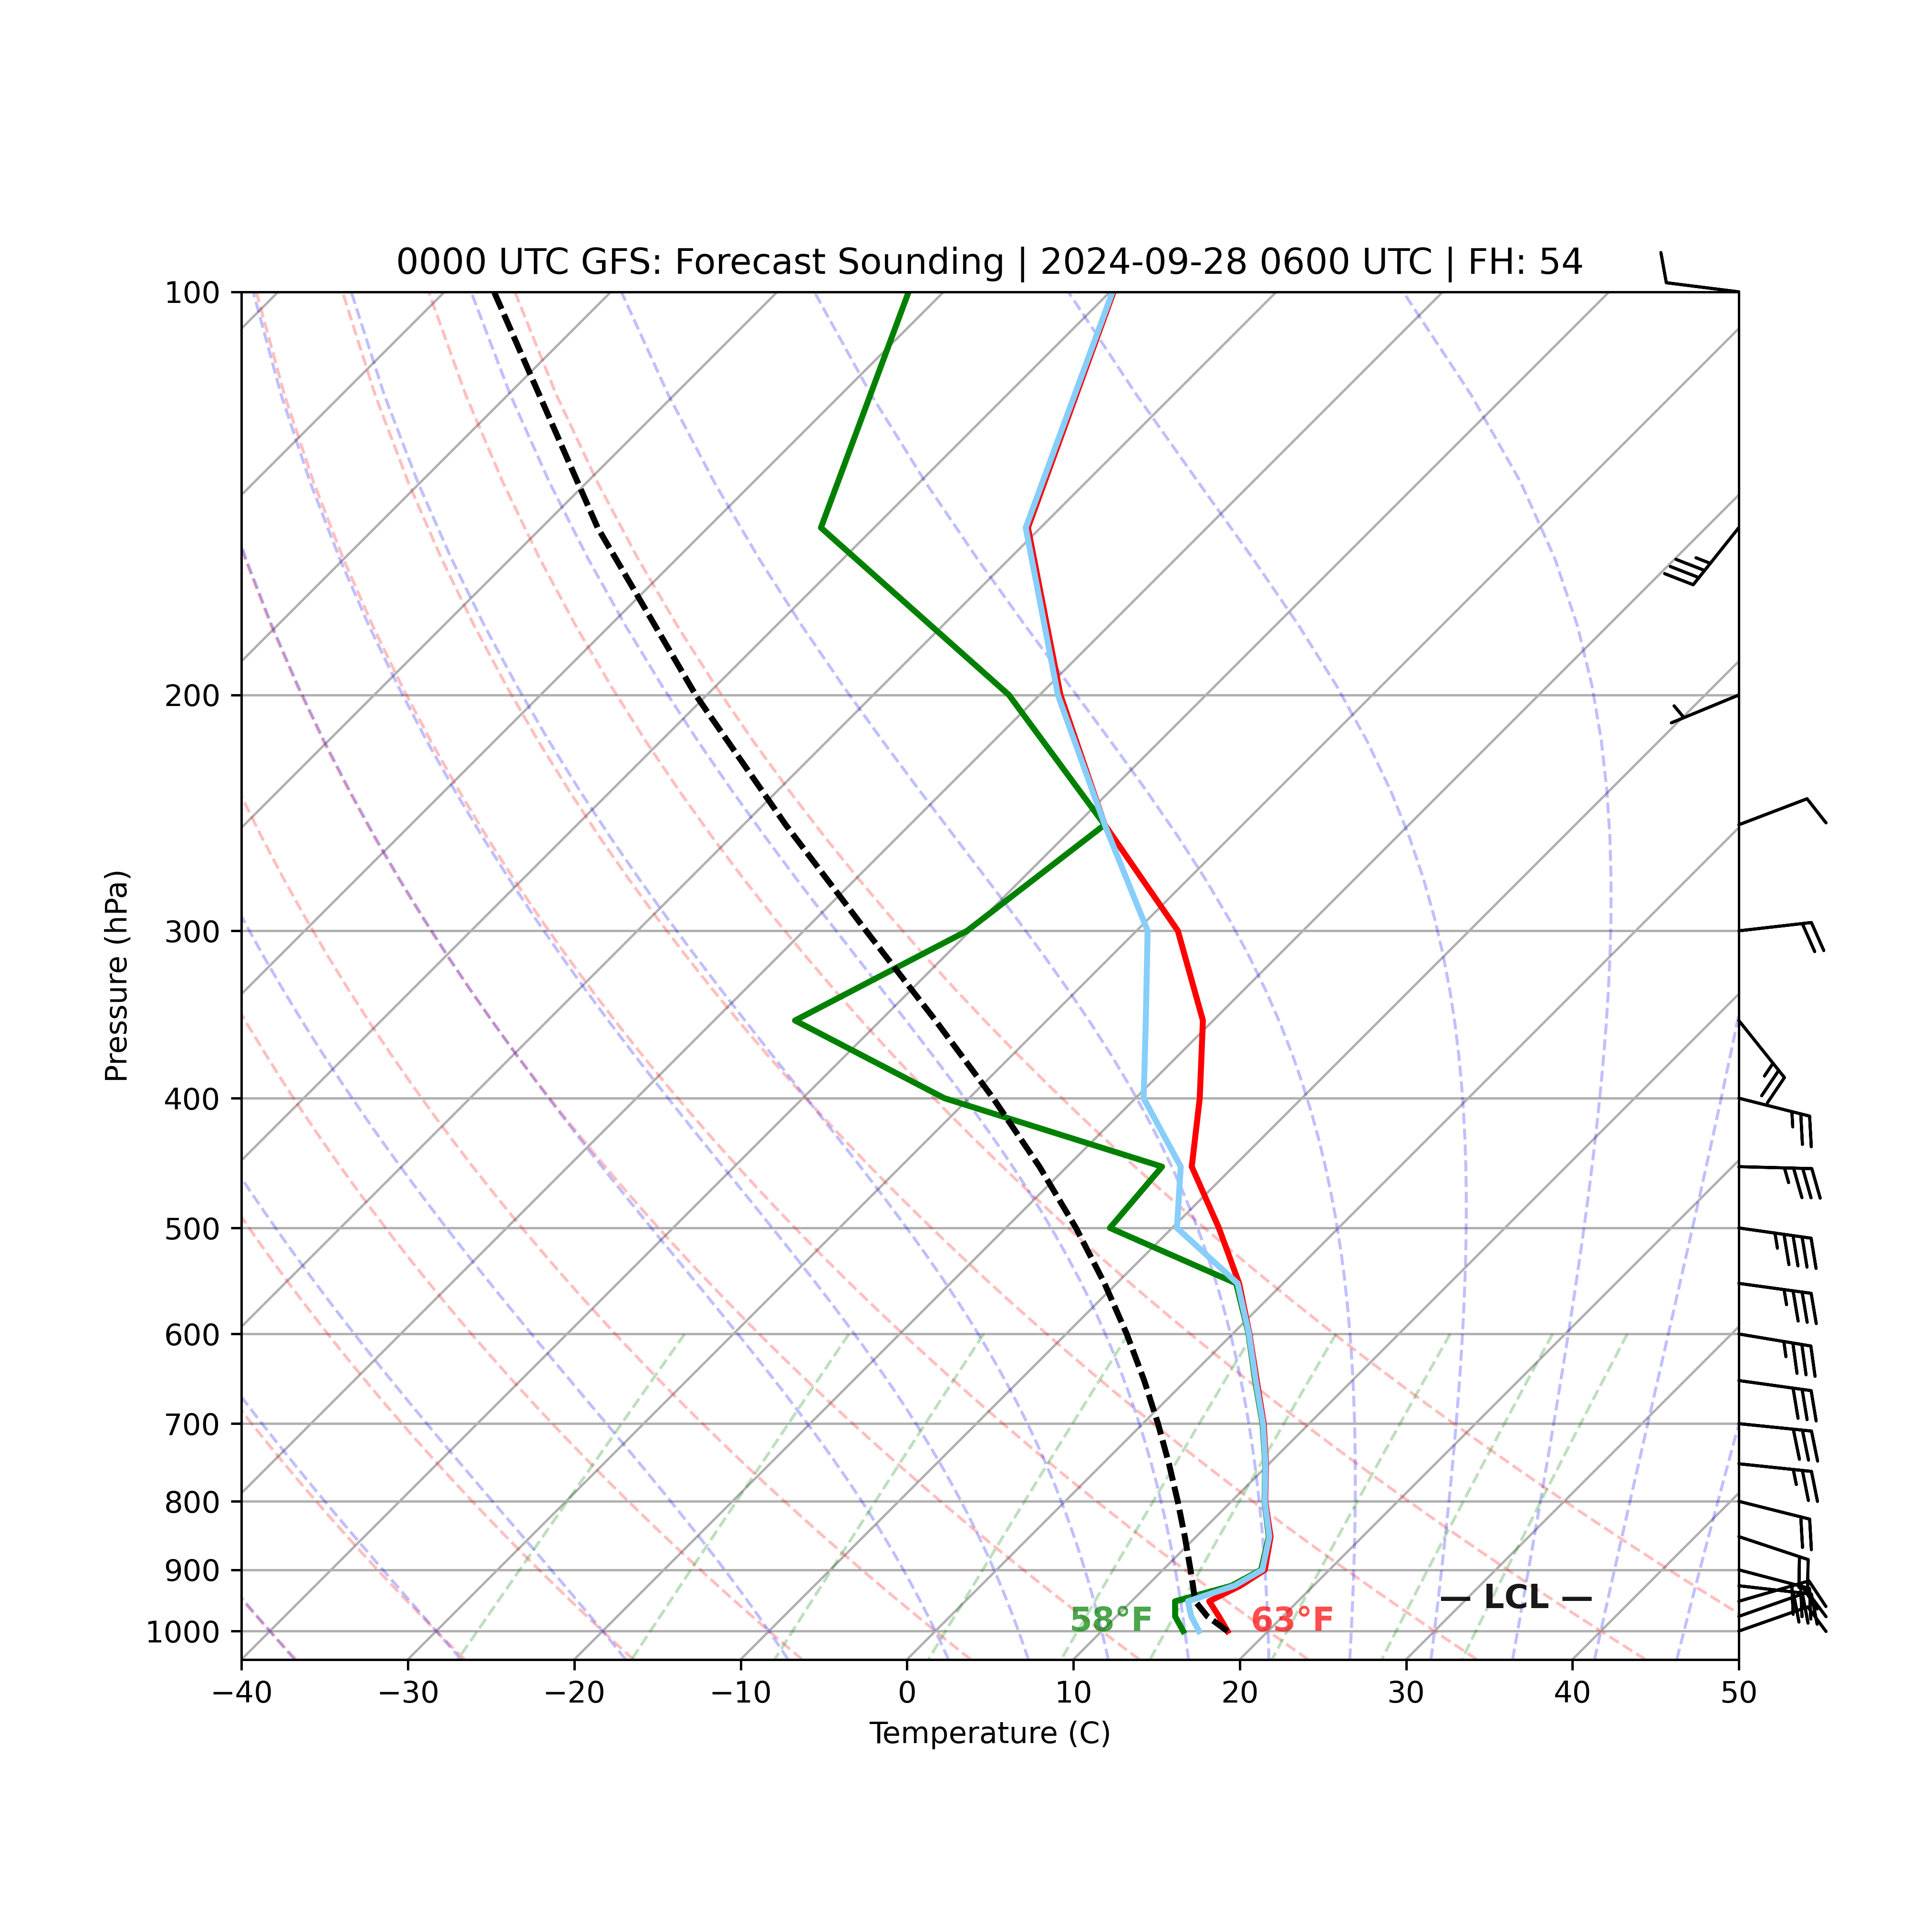 0000 UTC GFS: Forecast Sounding | 2024-09-28 0600 UTC | FH: 54
100
200
300
400
500
600
700
800
900
1000
Pressure (hPa)
— LCL —
58°F
63°F
−40 −30 −20 −10 0 10 20 30 40 50
Temperature (C)